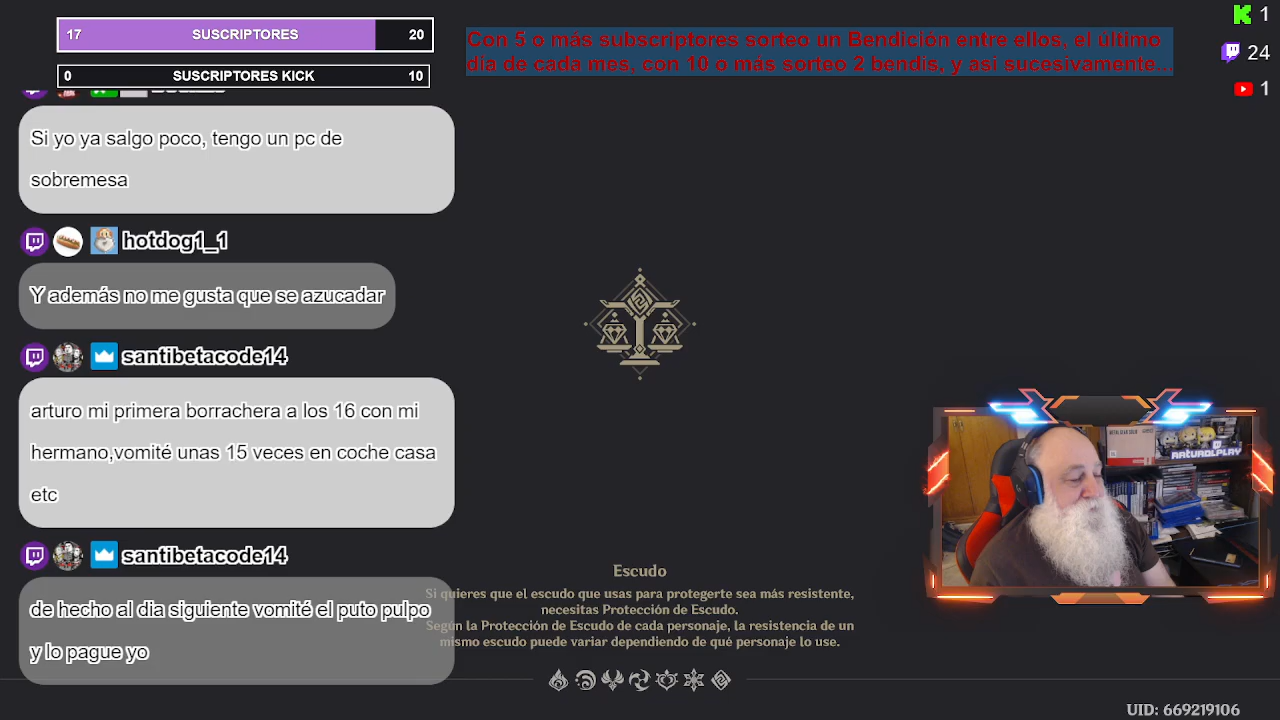 17 SUSCRIPTORES 20
0 SUSCRIPTORES KICK 10
Con 5 o más subscriptores sorteo un Bendición entre ellos, el último
dia de cada mes, con 10 o más sorteo 2 bendis, y asi sucesivamente...
1
24
1
Si yo ya salgo poco, tengo un pc de
sobremesa
hotdog1_1
Y además no me gusta que se azucadar
santibetacode14
arturo mi primera borrachera a los 16 con mi
hermano,vomité unas 15 veces en coche casa
etc
santibetacode14
de hecho al dia siguiente vomité el puto pulpo
y lo pague yo
ARTUROLPLAY
Escudo
Si quieres que el escudo que usas para protegerte sea más resistente,
necesitas Protección de Escudo.
Según la Protección de Escudo de cada personaje, la resistencia de un
mismo escudo puede variar dependiendo de qué personaje lo use.
UID: 669219106